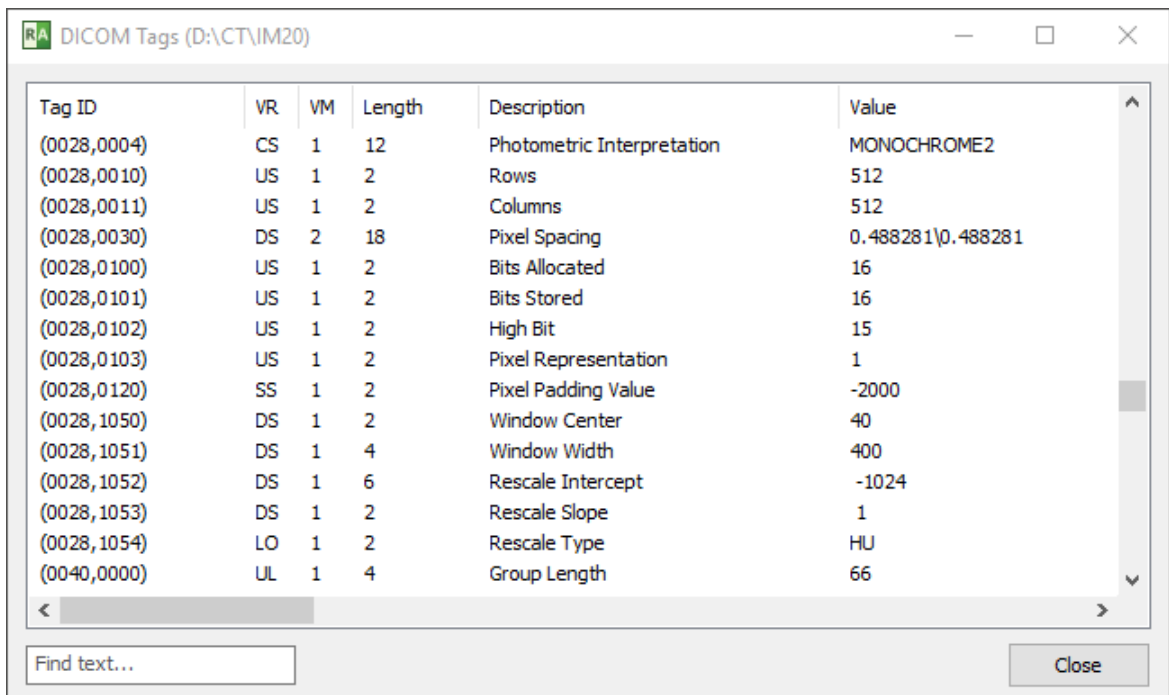 RA DICOM Tags (D:\CT\IM20)
Tag ID VR VM Length Description Value
(0028,0004) CS 1 12 Photometric Interpretation MONOCHROME2
(0028,0010) US 1 2 Rows 512
(0028,0011) US 1 2 Columns 512
(0028,0030) DS 2 18 Pixel Spacing 0.488281\0.488281
(0028,0100) US 1 2 Bits Allocated 16
(0028,0101) US 1 2 Bits Stored 16
(0028,0102) US 1 2 High Bit 15
(0028,0103) US 1 2 Pixel Representation 1
(0028,0120) SS 1 2 Pixel Padding Value -2000
(0028,1050) DS 1 2 Window Center 40
(0028,1051) DS 1 4 Window Width 400
(0028,1052) DS 1 6 Rescale Intercept -1024
(0028,1053) DS 1 2 Rescale Slope 1
(0028,1054) LO 1 2 Rescale Type HU
(0040,0000) UL 1 4 Group Length 66
Find text... Close